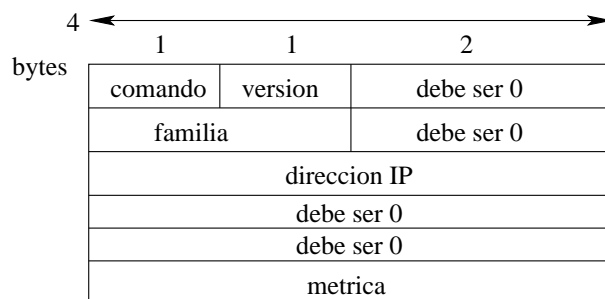 4
1 1 2
bytes
comando version debe ser 0
familia debe ser 0
direccion IP
debe ser 0
debe ser 0
metrica